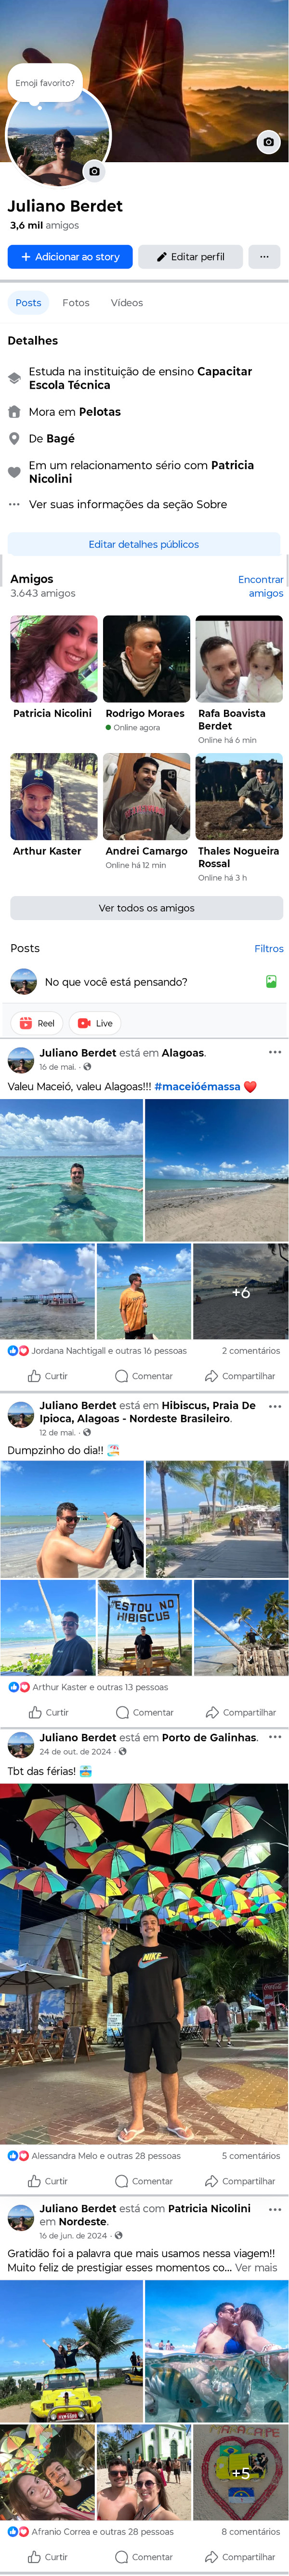 Emoji favorito?
Juliano Berdet
3,6 mil amigos
Adicionar ao story
Editar perfil
Posts
Fotos
Vídeos
Detalhes
Estuda na instituição de ensino Capacitar
Escola Técnica
Mora em Pelotas
De Bagé
Em um relacionamento sério com Patricia
Nicolini
Ver suas informações da seção Sobre
Editar detalhes públicos
Amigos
3.643 amigos
Encontrar
amigos
Patricia Nicolini
Rodrigo Moraes
Online agora
Rafa Boavista
Berdet
Online há 6 min
Arthur Kaster
Andrei Camargo
Online há 12 min
Thales Nogueira
Rossal
Online há 3 h
Ver todos os amigos
Posts
Filtros
No que você está pensando?
Reel
Live
Juliano Berdet está em Alagoas.
16 de mai. ·
Valeu Maceió, valeu Alagoas!!! #maceióémassa ❤️
+6
Jordana Nachtigall e outras 16 pessoas
2 comentários
Curtir
Comentar
Compartilhar
Juliano Berdet está em Hibiscus, Praia De
Ipioca, Alagoas - Nordeste Brasileiro.
12 de mai. ·
Dumpzinho do dia!!
ESTOU NO
HIBISCUS
Arthur Kaster e outras 13 pessoas
Curtir
Comentar
Compartilhar
Juliano Berdet está em Porto de Galinhas.
24 de out. de 2024 ·
Tbt das férias!
NIKE
Alessandra Melo e outras 28 pessoas
5 comentários
Curtir
Comentar
Compartilhar
Juliano Berdet está com Patricia Nicolini
em Nordeste.
16 de jun. de 2024 ·
Gratidão foi a palavra que mais usamos nessa viagem!!
Muito feliz de prestigiar esses momentos co... Ver mais
+5
Afranio Correa e outras 28 pessoas
8 comentários
Curtir
Comentar
Compartilhar